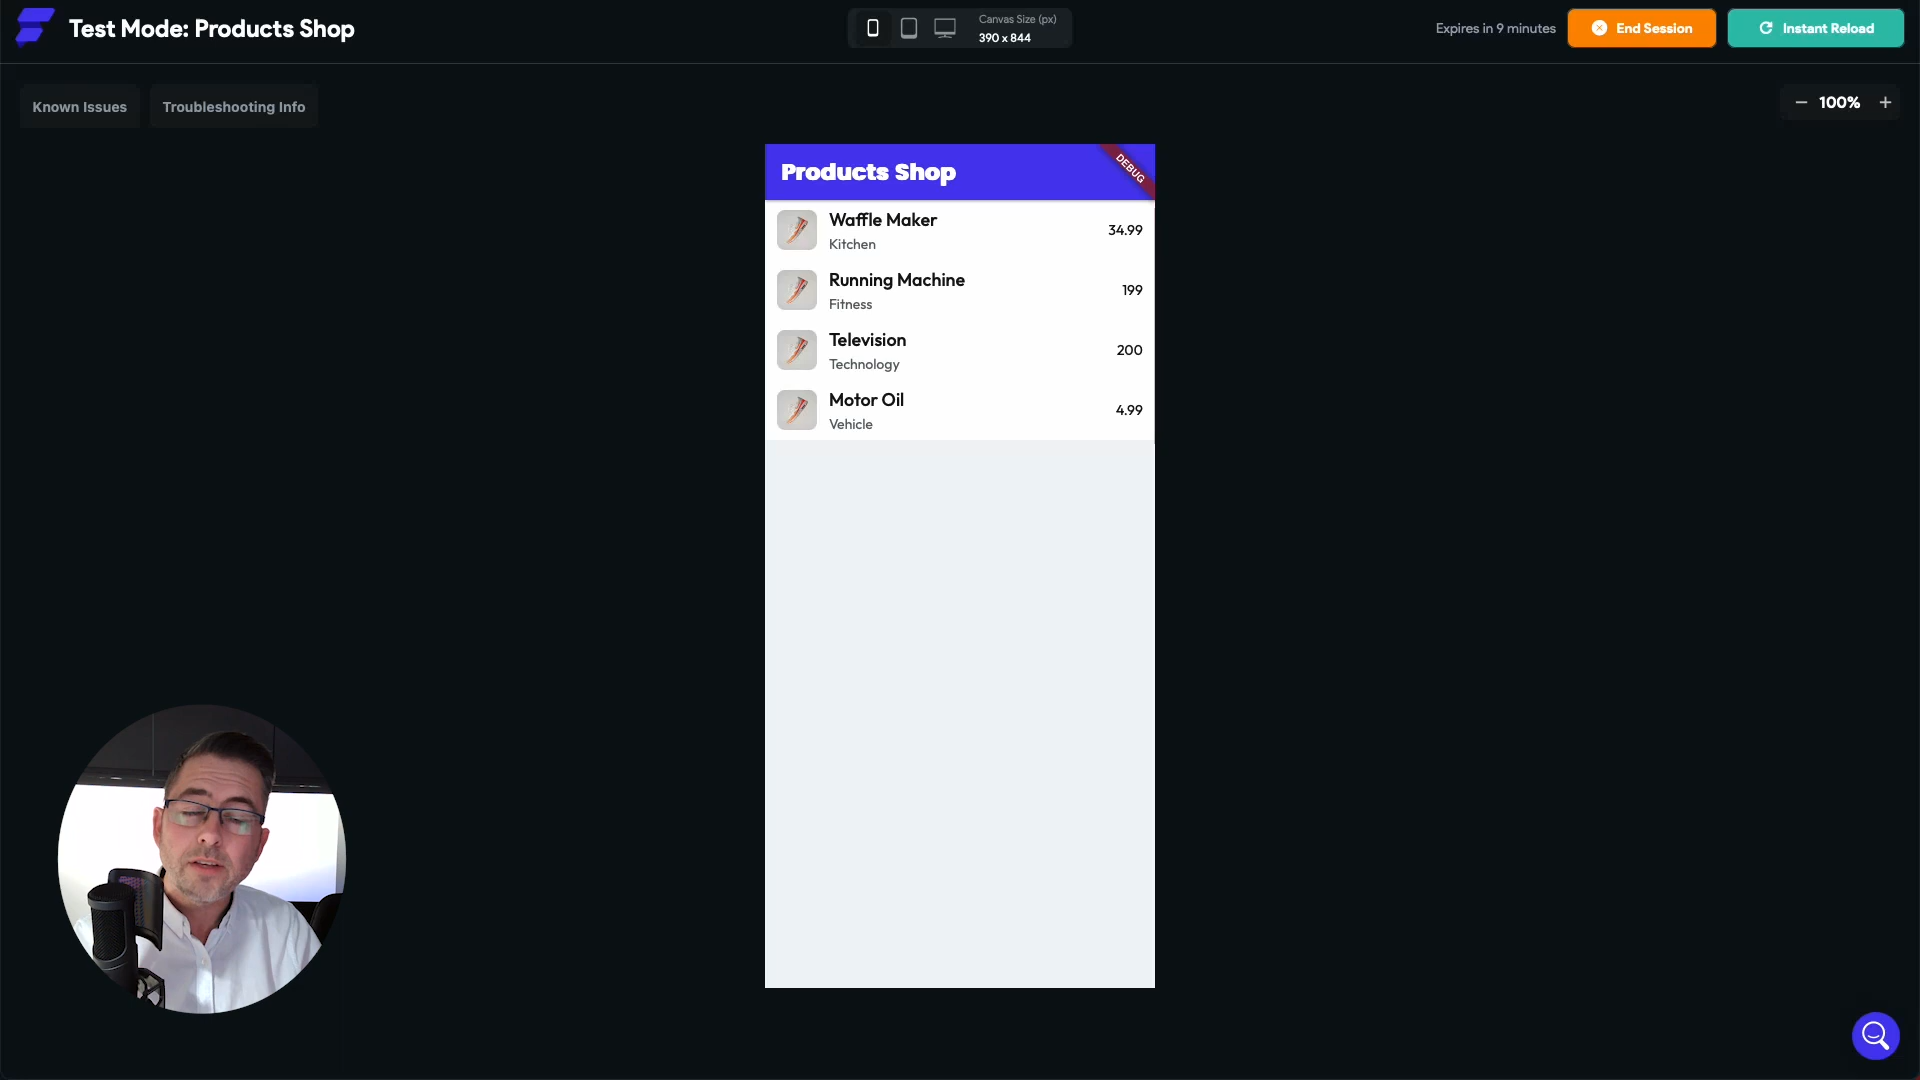 Test Mode: Products Shop
Canvas Size (px)
390 x 844
Expires in 9 minutes
End Session
Instant Reload
Known Issues
Troubleshooting Info
100%
Products Shop
DEBUG
Waffle Maker
Kitchen
34.99
Running Machine
Fitness
199
Television
Technology
200
Motor Oil
Vehicle
4.99